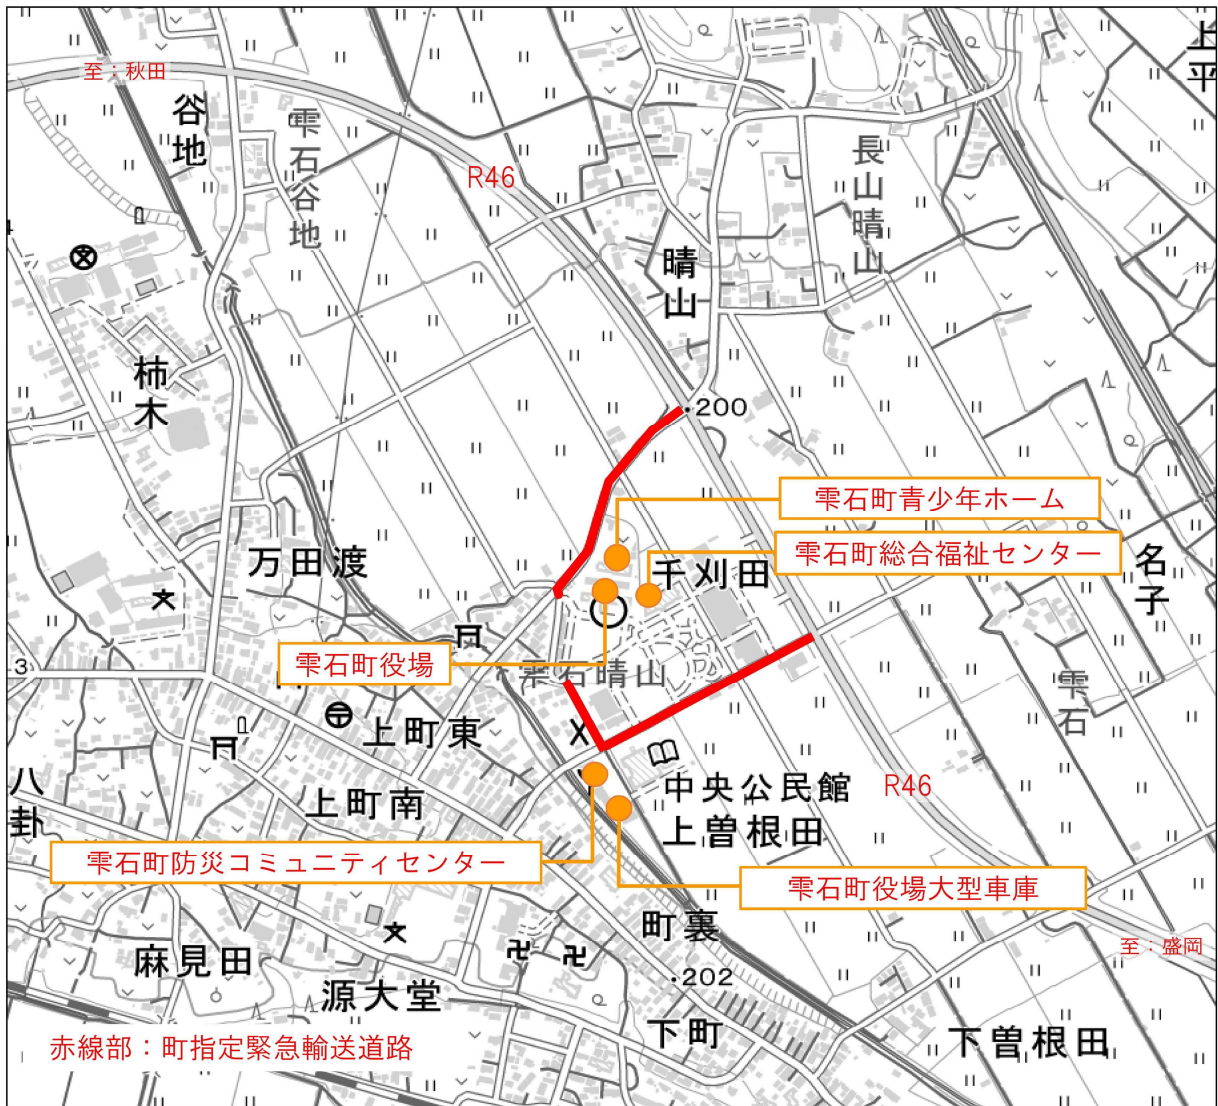 上平
至：秋田
谷地
雫石谷地
R46
長山晴山
晴山
柿木
200
雫石町青少年ホーム
雫石町総合福祉センター
万田渡
千刈田
名子
雫石町役場
雫石晴山
3
雫石
上町東
R46
中央公民館
上曽根田
八卦
上町南
雫石町防災コミュニティセンター
雫石町役場大型車庫
町裏
至：盛岡
麻見田
源大堂
202
下町
下曽根田
赤線部：町指定緊急輸送道路